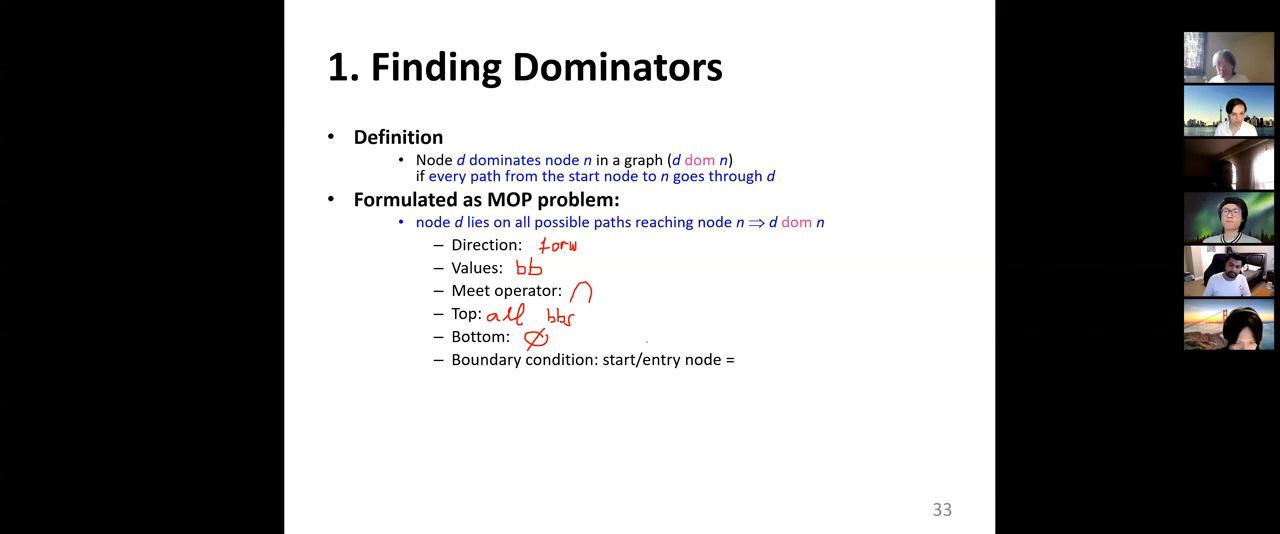 1. Finding Dominators
• Definition
• Node d dominates node n in a graph (d dom n)
if every path from the start node to n goes through d
• Formulated as MOP problem:
• node d lies on all possible paths reaching node n ⇒ d dom n
– Direction: forw
– Values: bb
– Meet operator: ∩
– Top: all bbs
– Bottom: ∅
– Boundary condition: start/entry node =
33